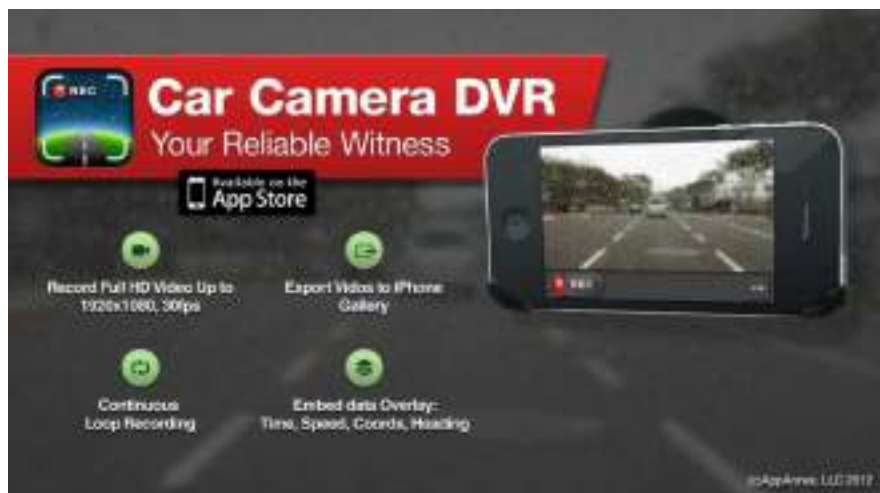 REC
Car Camera DVR
Your Reliable Witness
Available on the
App Store
Record Full HD Video Up to
1920x1080, 30fps
Export Vidos to iPhone
Gallery
Continuous
Loop Recording
Embed data Overlay:
Time, Speed, Coords, Heading
REC
(c)AppAnnex, LLC 2012